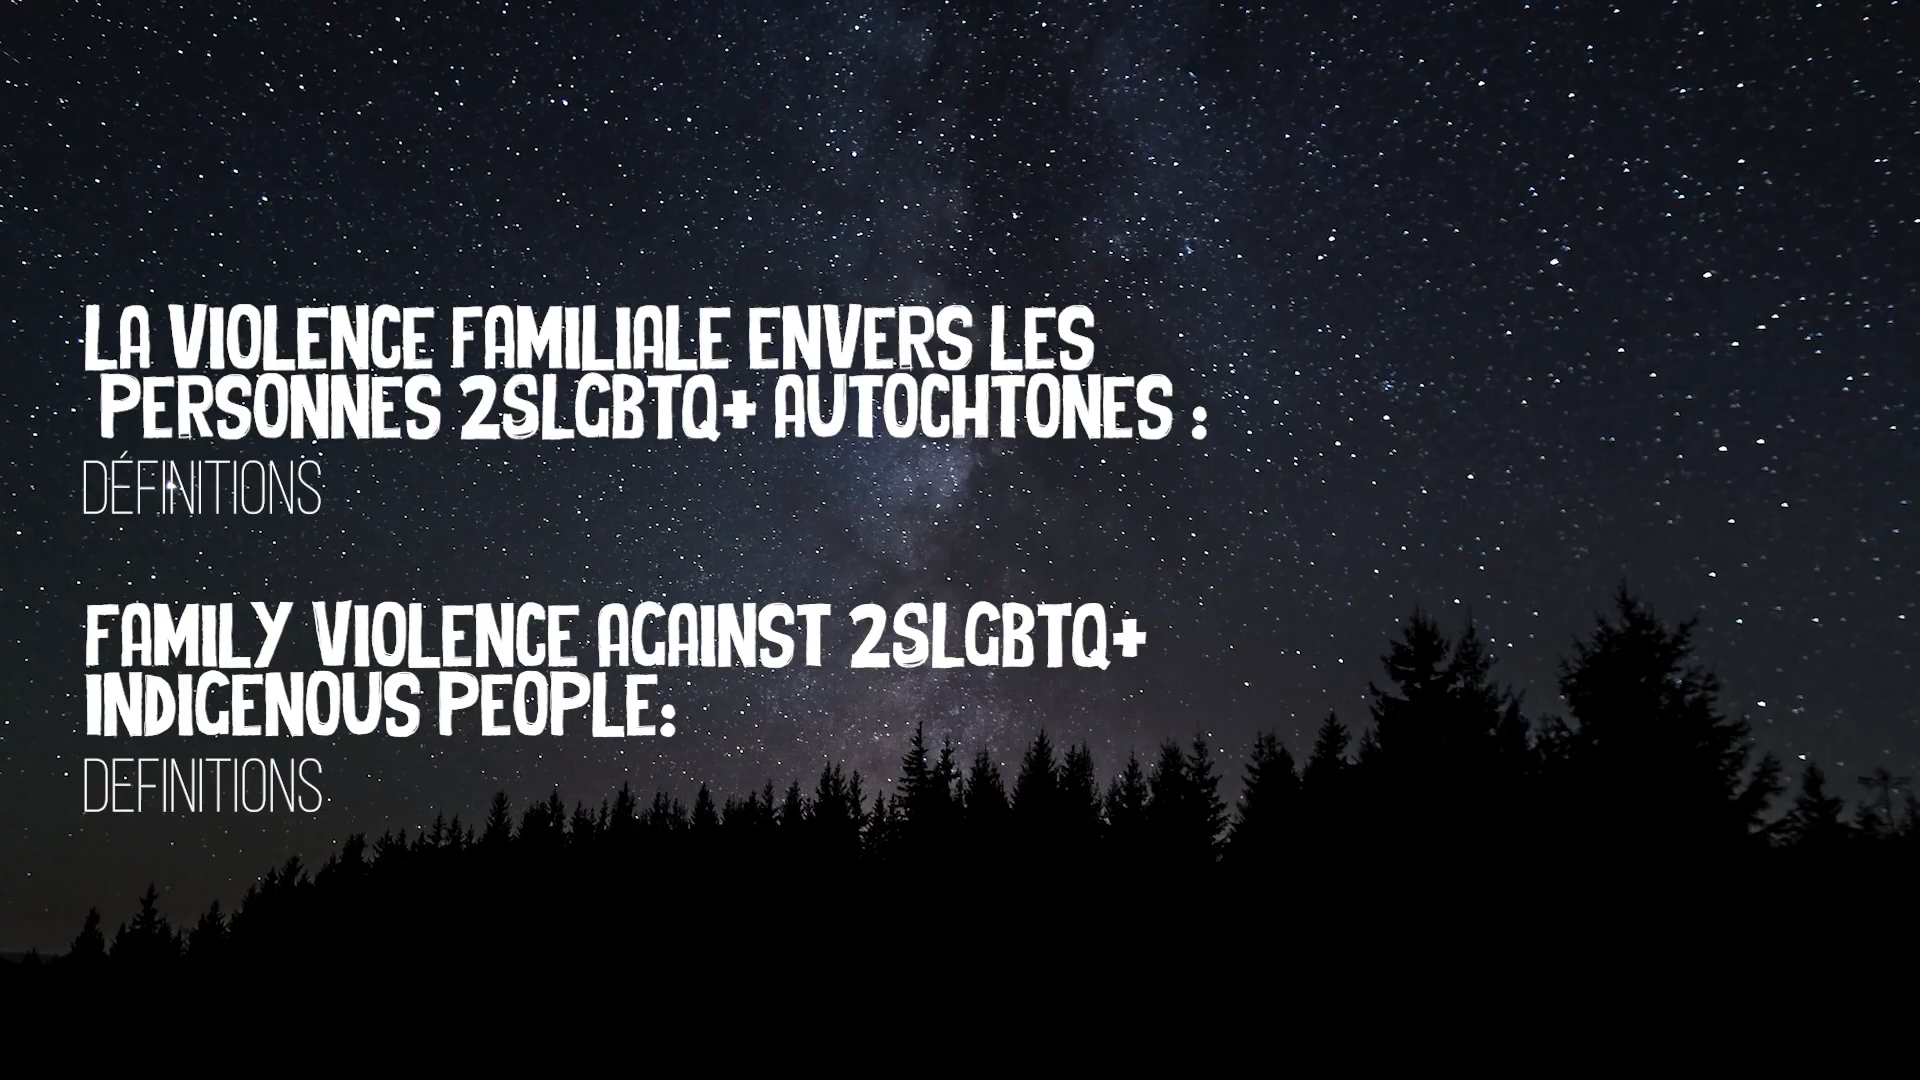 LA VIOLENCE FAMILIALE ENVERS LES
PERSONNES 2SLGBTQ+ AUTOCHTONES :
DÉFINITIONS
FAMILY VIOLENCE AGAINST 2SLGBTQ+
INDIGENOUS PEOPLE:
DEFINITIONS